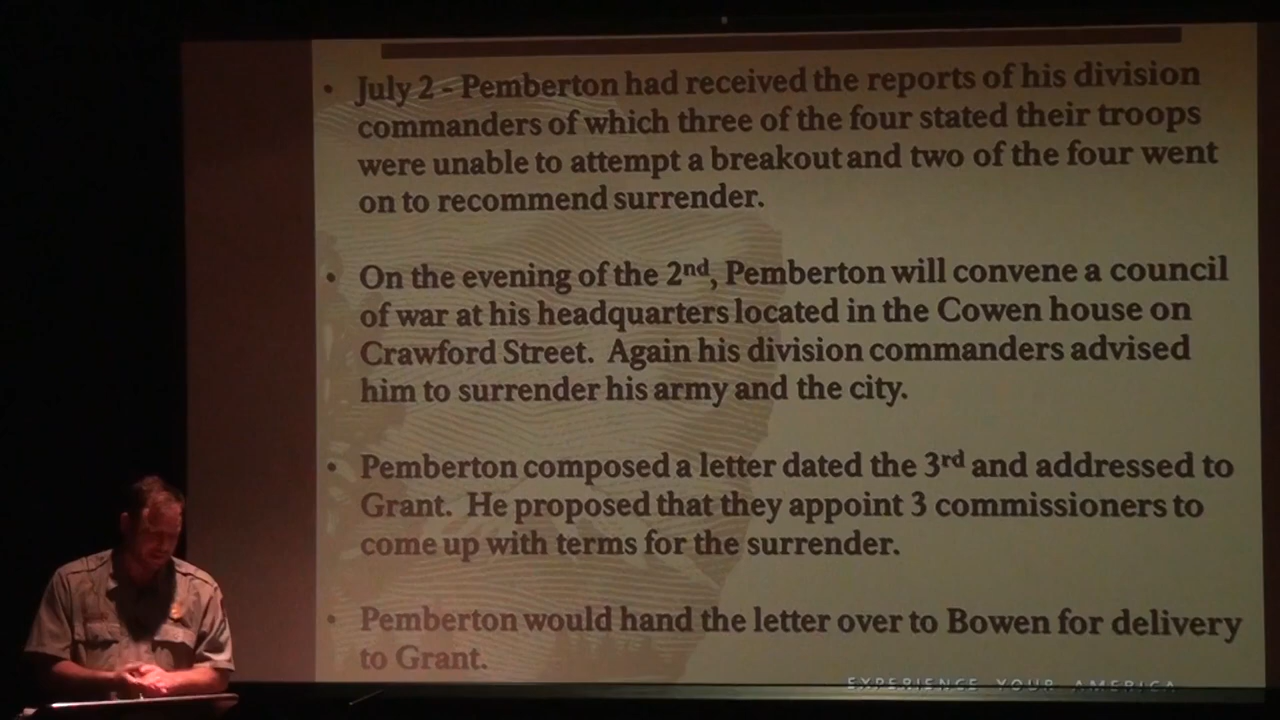 • July 2 - Pemberton had received the reports of his division
commanders of which three of the four stated their troops
were unable to attempt a breakout and two of the four went
on to recommend surrender.
• On the evening of the 2nd, Pemberton will convene a council
of war at his headquarters located in the Cowen house on
Crawford Street. Again his division commanders advised
him to surrender his army and the city.
• Pemberton composed a letter dated the 3rd and addressed to
Grant. He proposed that they appoint 3 commissioners to
come up with terms for the surrender.
• Pemberton would hand the letter over to Bowen for delivery
to Grant.
EXPERIENCE YOUR AMERICA